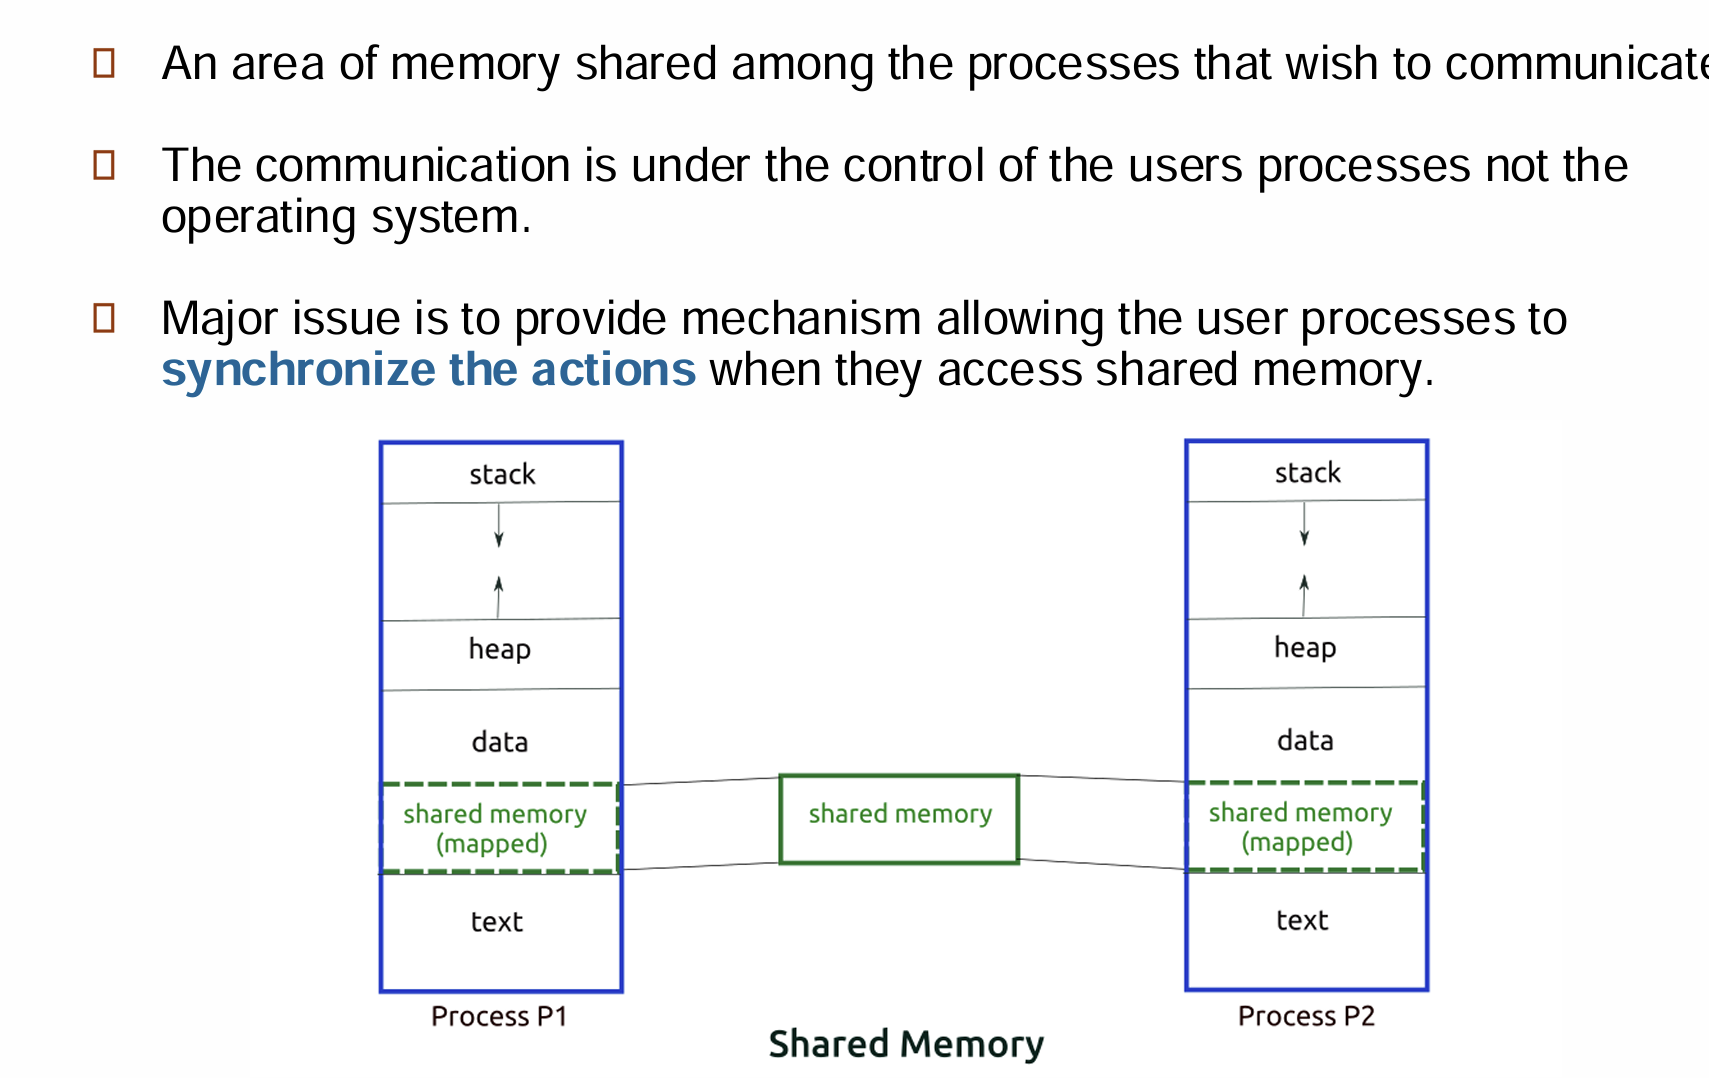 An area of memory shared among the processes that wish to communicate
The communication is under the control of the users processes not the
operating system.
Major issue is to provide mechanism allowing the user processes to
synchronize the actions when they access shared memory.
stack
heap
data
shared memory
(mapped)
text
Process P1
shared memory
stack
heap
data
shared memory
(mapped)
text
Process P2
Shared Memory